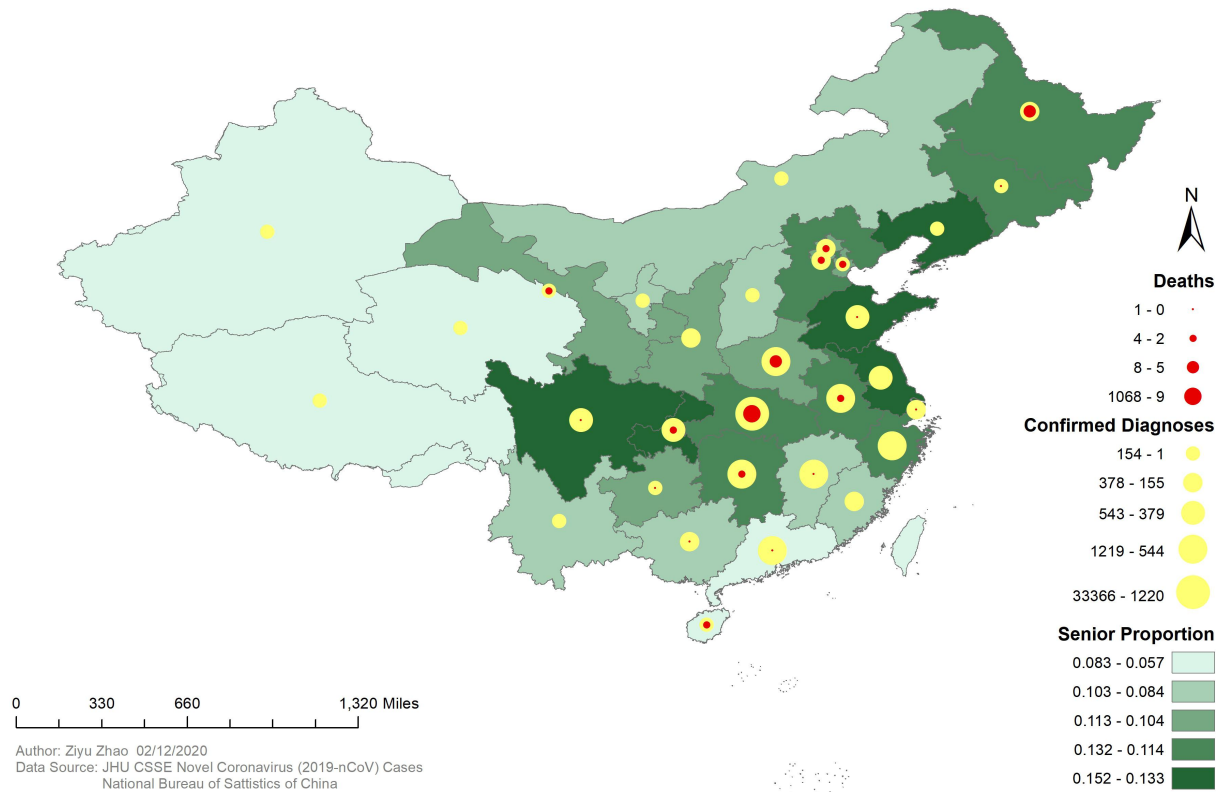 N
Deaths
1 - 0
4 - 2
8 - 5
1068 - 9
Confirmed Diagnoses
154 - 1
378 - 155
543 - 379
1219 - 544
33366 - 1220
Senior Proportion
0.083 - 0.057
0.103 - 0.084
0.113 - 0.104
0.132 - 0.114
0.152 - 0.133
0 330 660 1,320 Miles
Author: Ziyu Zhao 02/12/2020
Data Source: JHU CSSE Novel Coronavirus (2019-nCoV) Cases
National Bureau of Sattistics of China